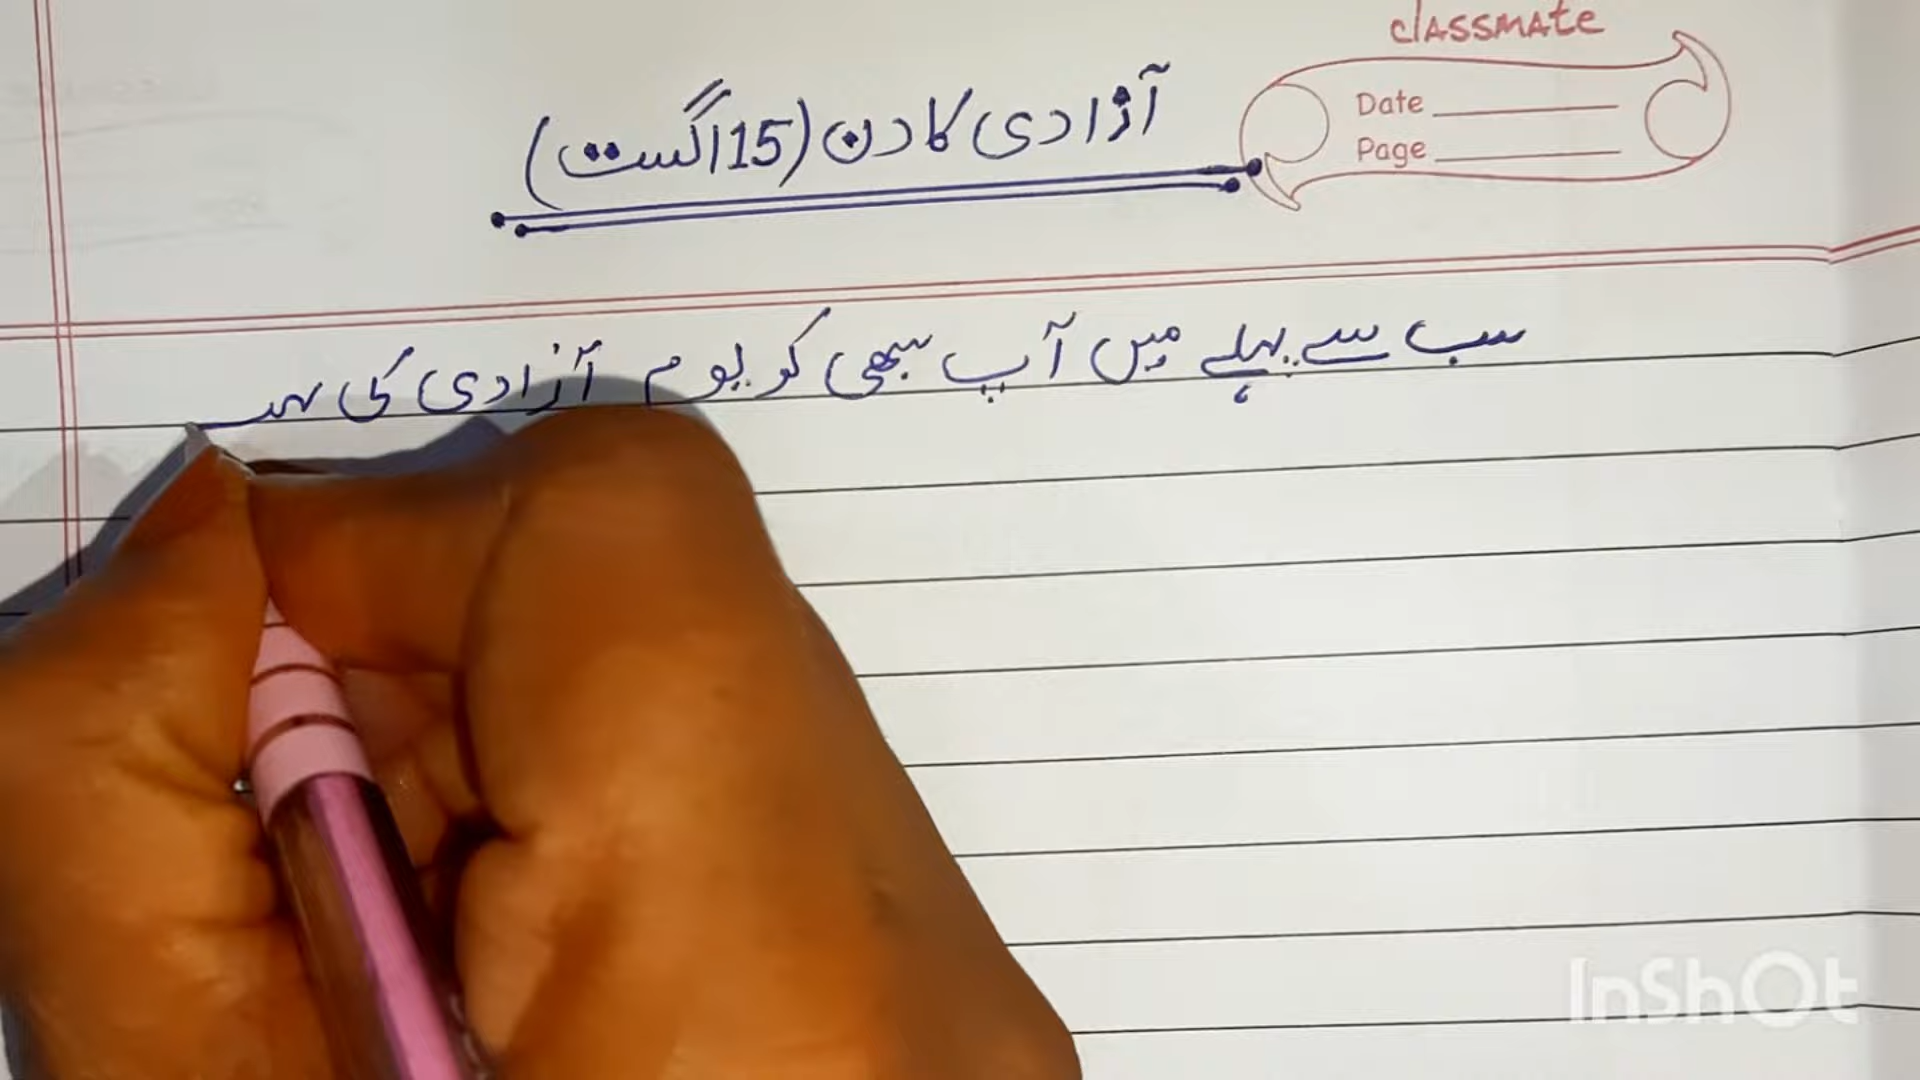 classmate
Date
Page
آزادی کا دن (15 اگست)
سب سے پہلے میں آپ سبھی کو یوم آزادی کی
InShOt